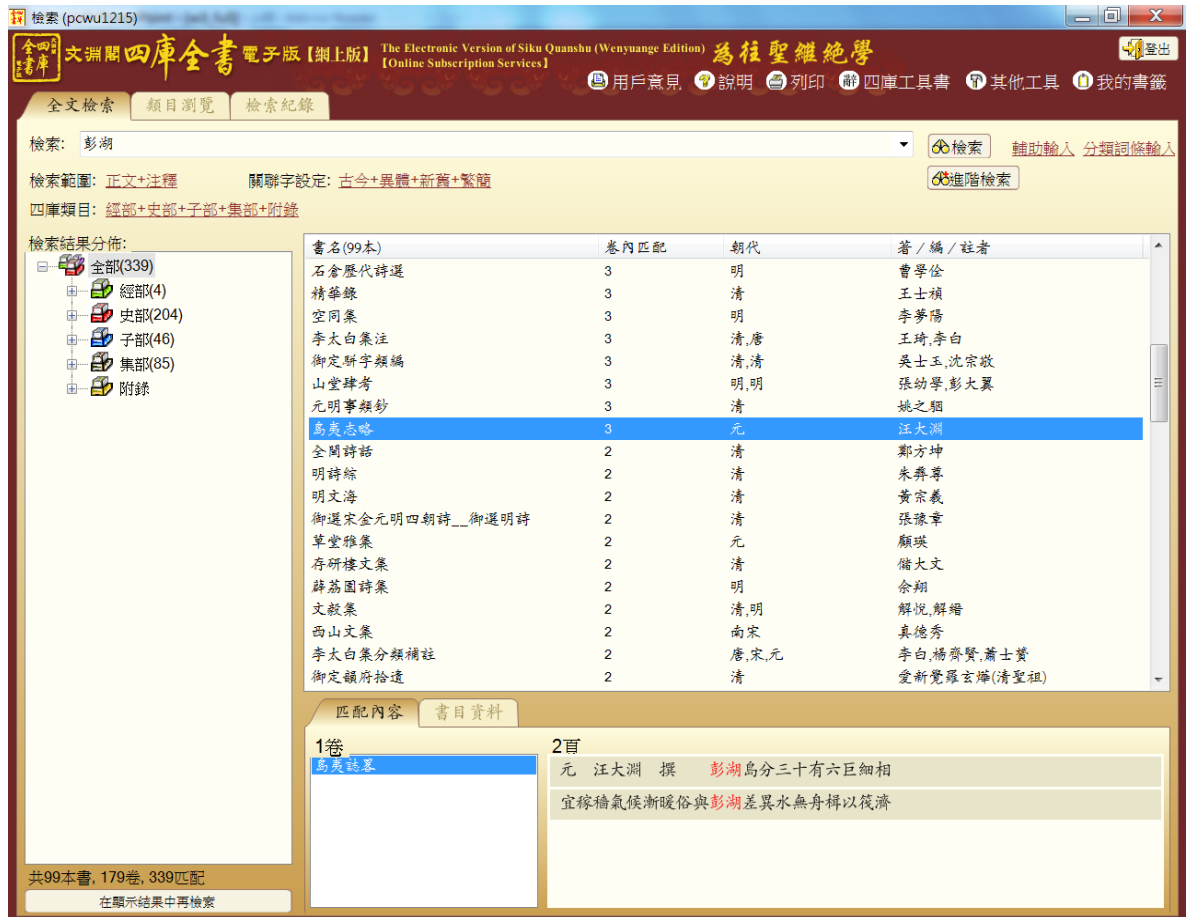 檢索 (pcwu1215)
文淵閣四庫全書電子版【網上版】 The Electronic Version of Siku Quanshu (Wenyuange Edition)
【Online Subscription Services】
為往聖繼絕學
登出
用戶意見 說明 列印 四庫工具書 其他工具 我的書籤
全文檢索 類目瀏覽 檢索紀錄
檢索: 彭湖 檢索 輔助輸入 分類詞條輸入
檢索範圍: 正文+注釋 關聯字設定: 古今+異體+新舊+繁簡 進階檢索
四庫類目: 經部+史部+子部+集部+附錄
檢索結果分佈:
全部(339)
經部(4)
史部(204)
子部(46)
集部(85)
附錄
書名(99本) 卷內匹配 朝代 著/編/註者
石倉歷代詩選 3 明 曹學佺
精華錄 3 清 王士禎
空同集 3 明 李夢陽
李太白集注 3 清,唐 王琦,李白
御定駢字類編 3 清,清 吳士玉,沈宗敬
山堂肆考 3 明,明 張幼學,彭大翼
元明事類鈔 3 清 姚之駰
島夷志略 3 元 汪大淵
全閩詩話 2 清 鄭方坤
明詩綜 2 清 朱彝尊
明文海 2 清 黃宗羲
御選宋金元明四朝詩__御選明詩 2 清 張豫章
草堂雅集 2 元 顧瑛
存研樓文集 2 清 儲大文
薜荔園詩集 2 明 佘翔
文毅集 2 清,明 解悅,解縉
西山文集 2 南宋 真德秀
李太白集分類補註 2 唐,宋,元 李白,楊齊賢,蕭士贇
御定韻府拾遺 2 清 愛新覺羅玄燁(清聖祖)
匹配內容 書目資料
1卷
島夷誌畧
2頁
元 汪大淵 撰 彭湖島分三十有六巨細相
宜稼穡氣候漸暖俗與彭湖差異水無舟楫以筏濟
共99本書, 179卷, 339匹配
在顯示結果中再檢索